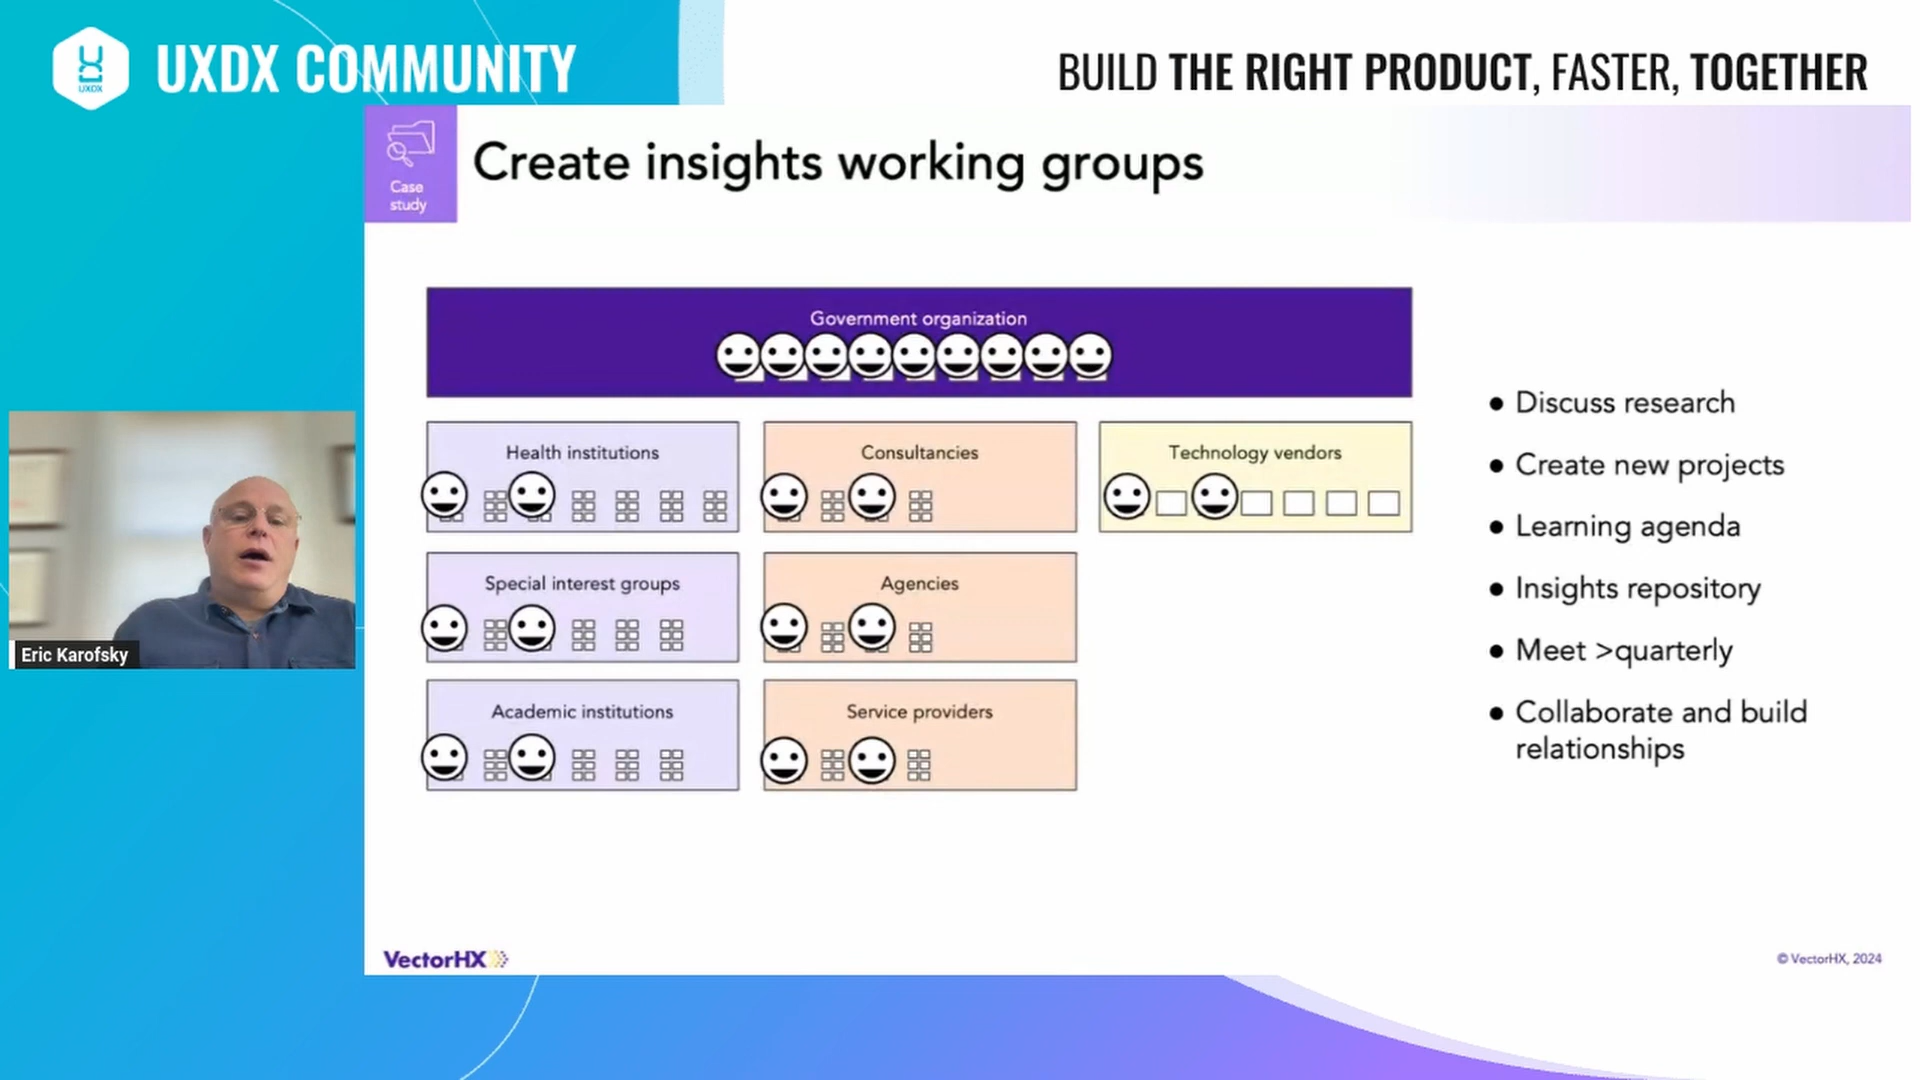 UXDX COMMUNITY
UXDX
BUILD THE RIGHT PRODUCT, FASTER, TOGETHER
Case
study
Create insights working groups
Government organization
Health institutions
Consultancies
Technology vendors
Special interest groups
Agencies
Academic institutions
Service providers
● Discuss research
● Create new projects
● Learning agenda
● Insights repository
● Meet >quarterly
● Collaborate and build
relationships
Eric Karofsky
VectorHX
© VectorHX, 2024